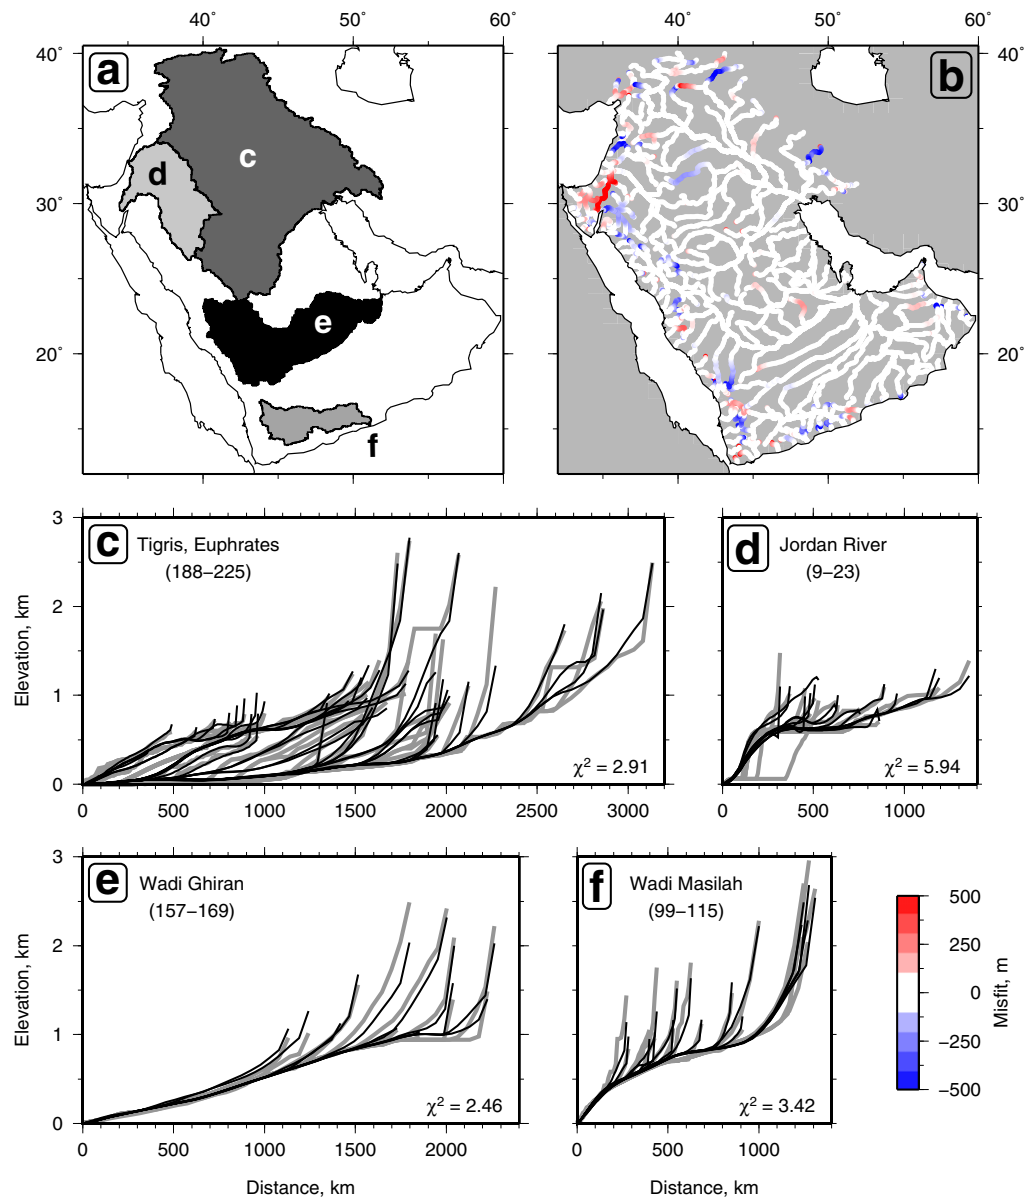 40° 50° 60° 40° 50° 60°
40° a b 40°
c
d
30° 30°
e
20° 20°
f
3 c Tigris, Euphrates d Jordan River
(188–225) (9–23)
2
Elevation, km
1
χ² = 2.91 χ² = 5.94
0
0 500 1000 1500 2000 2500 3000 0 500 1000
3 e Wadi Ghiran f Wadi Masilah
(157–169) (99–115)
500
2
250
Elevation, km
0 Misfit, m
1
−250
χ² = 2.46 χ² = 3.42
−500
0
0 500 1000 1500 2000 0 500 1000
Distance, km Distance, km